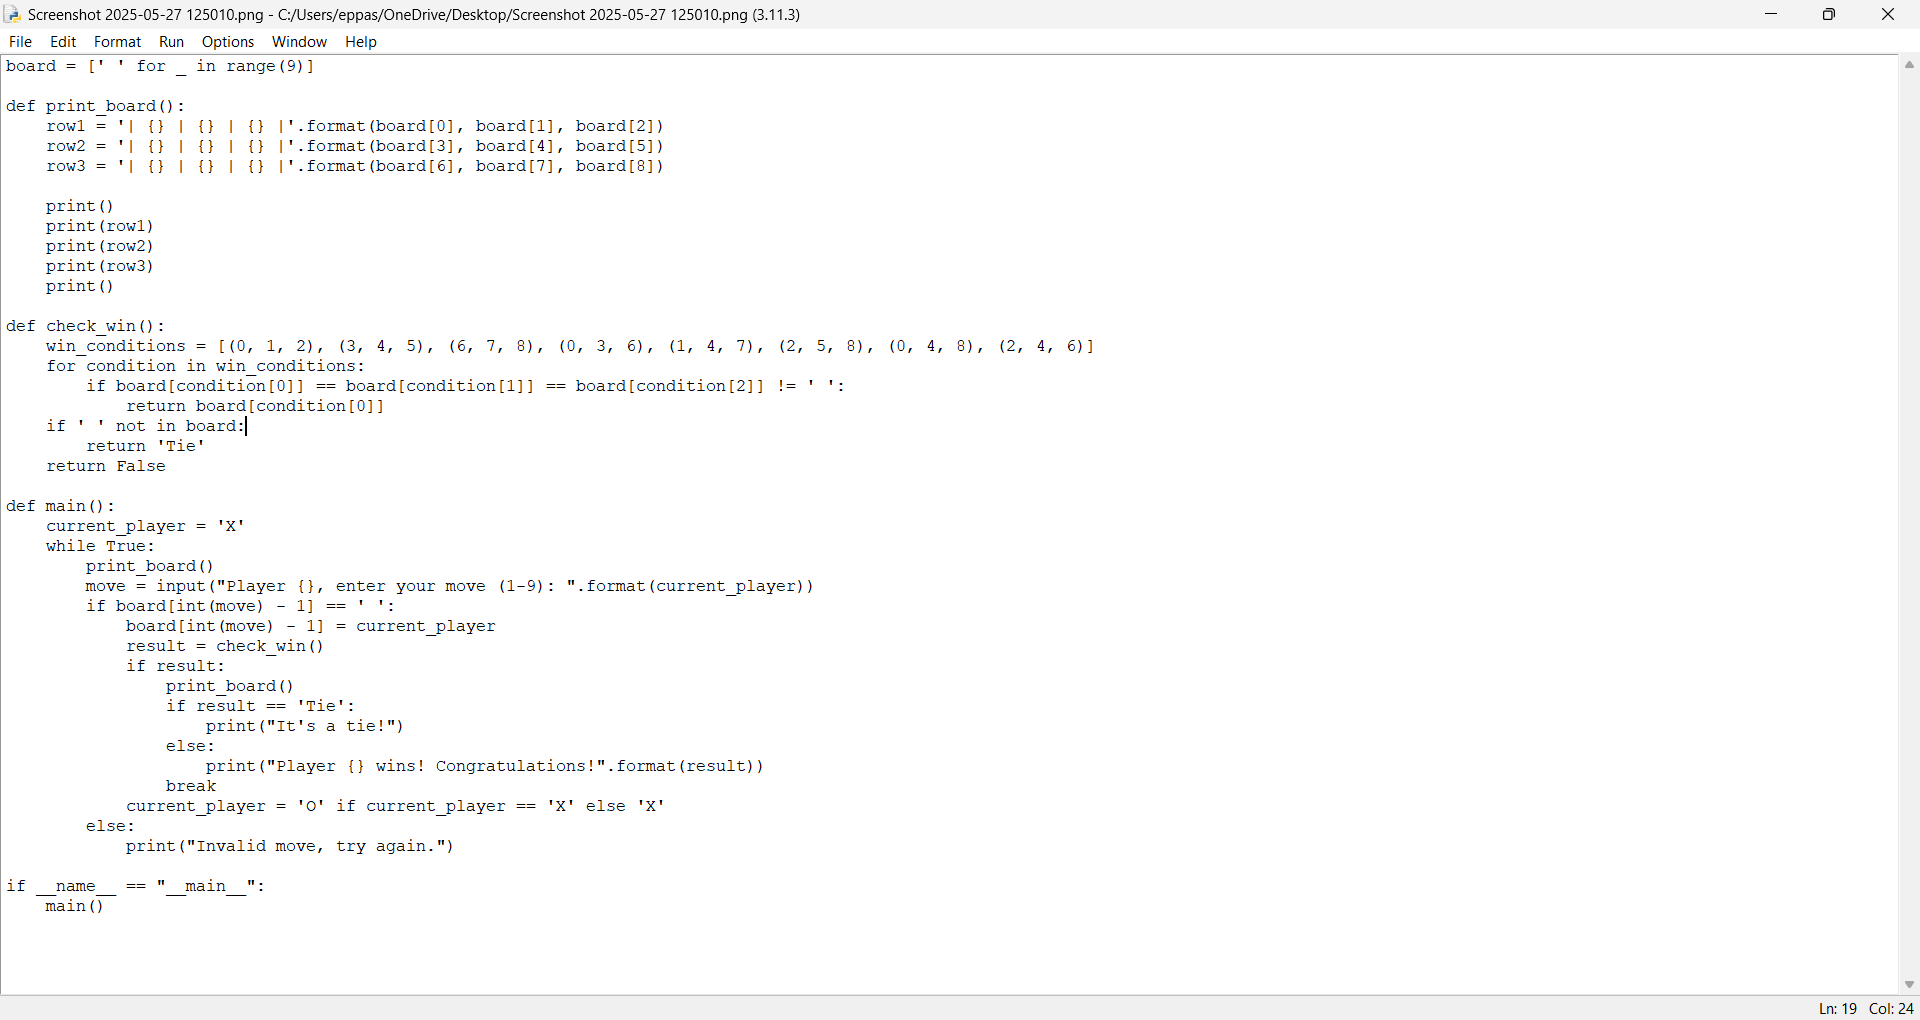 Screenshot 2025-05-27 125010.png - C:/Users/eppas/OneDrive/Desktop/Screenshot 2025-05-27 125010.png (3.11.3)
File Edit Format Run Options Window Help
board = [' ' for _ in range(9)]

def print_board():
    row1 = '| {} | {} | {} |'.format(board[0], board[1], board[2])
    row2 = '| {} | {} | {} |'.format(board[3], board[4], board[5])
    row3 = '| {} | {} | {} |'.format(board[6], board[7], board[8])

    print()
    print(row1)
    print(row2)
    print(row3)
    print()

def check_win():
    win_conditions = [(0, 1, 2), (3, 4, 5), (6, 7, 8), (0, 3, 6), (1, 4, 7), (2, 5, 8), (0, 4, 8), (2, 4, 6)]
    for condition in win_conditions:
        if board[condition[0]] == board[condition[1]] == board[condition[2]] != ' ':
            return board[condition[0]]
    if ' ' not in board:
        return 'Tie'
    return False

def main():
    current_player = 'X'
    while True:
        print_board()
        move = input("Player {}, enter your move (1-9): ".format(current_player))
        if board[int(move) - 1] == ' ':
            board[int(move) - 1] = current_player
            result = check_win()
            if result:
                print_board()
                if result == 'Tie':
                    print("It's a tie!")
                else:
                    print("Player {} wins! Congratulations!".format(result))
                break
            current_player = 'O' if current_player == 'X' else 'X'
        else:
            print("Invalid move, try again.")

if __name__ == "__main__":
    main()
Ln: 19 Col: 24